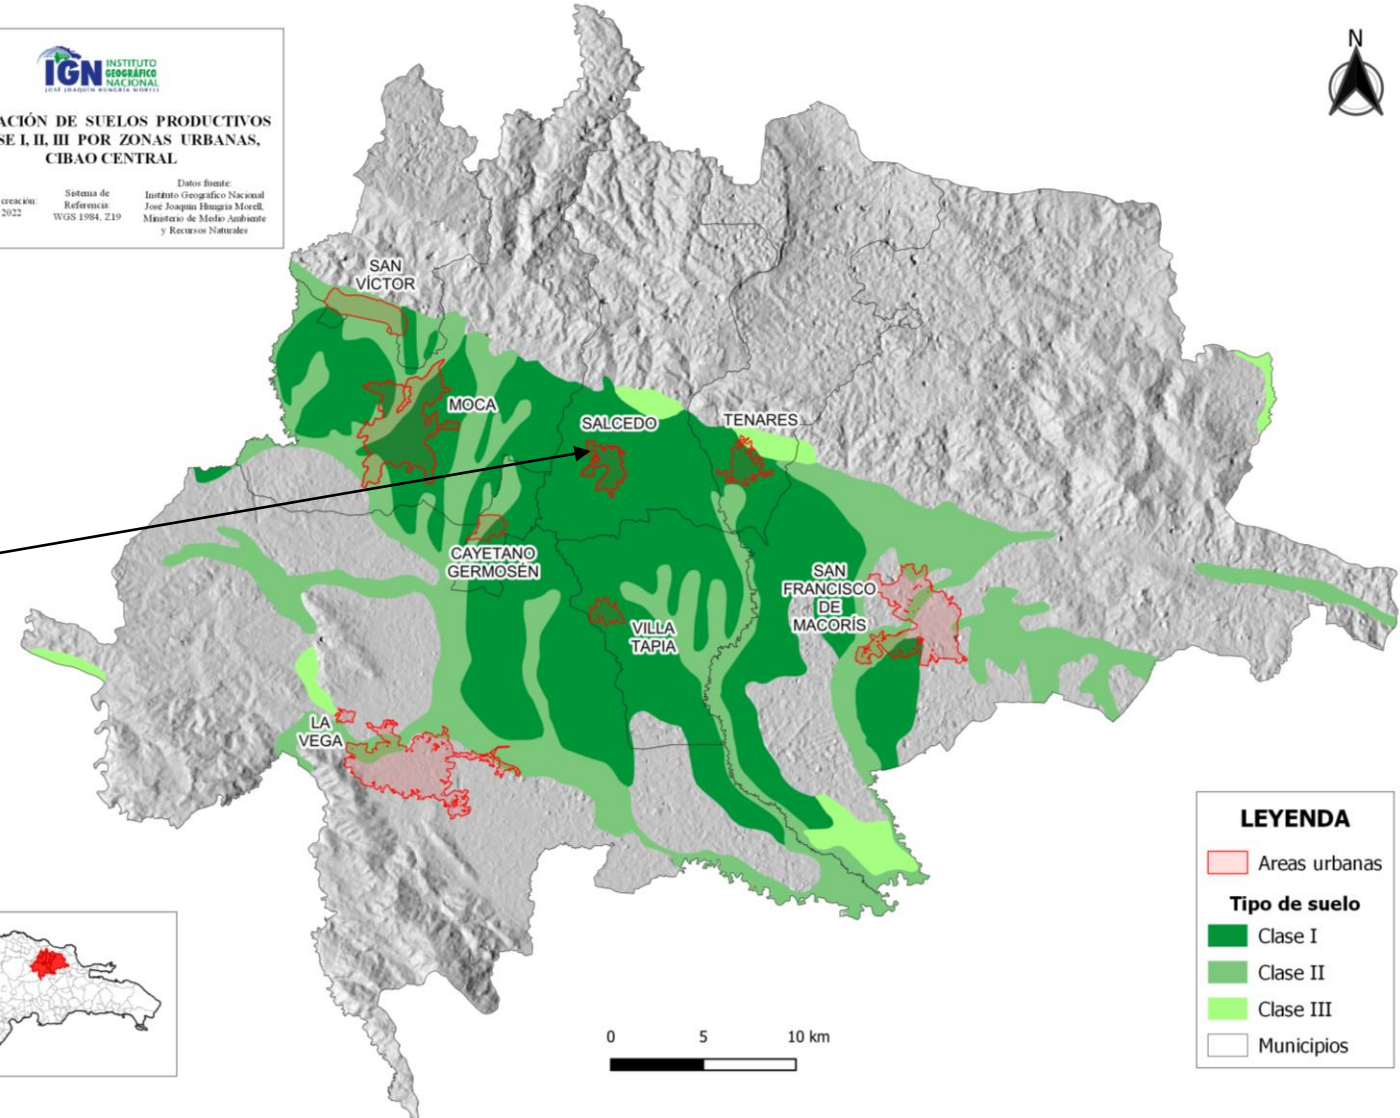 IGN INSTITUTO
GEOGRÁFICO
NACIONAL
JOSÉ JOAQUÍN HUNGRÍA MORELL
ACIÓN DE SUELOS PRODUCTIVOS
SE I, II, III POR ZONAS URBANAS,
CIBAO CENTRAL
creación:
2022
Sistema de
Referencia:
WGS 1984, Z19
Datos fuente:
Instituto Geográfico Nacional
José Joaquín Hungría Morell,
Ministerio de Medio Ambiente
y Recursos Naturales
N
SAN
VÍCTOR
MOCA
SALCEDO
TENARES
CAYETANO
GERMOSÉN
SAN
FRANCISCO
DE
MACORÍS
VILLA
TAPIA
LA
VEGA
LEYENDA
Areas urbanas
Tipo de suelo
Clase I
Clase II
Clase III
Municipios
0 5 10 km